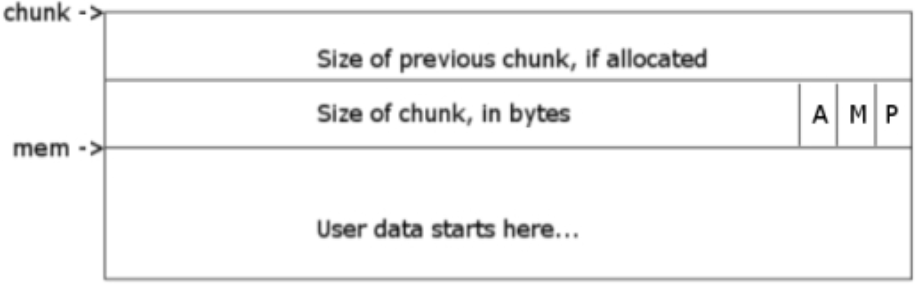 chunk ->
Size of previous chunk, if allocated
Size of chunk, in bytes A M P
mem ->
User data starts here...